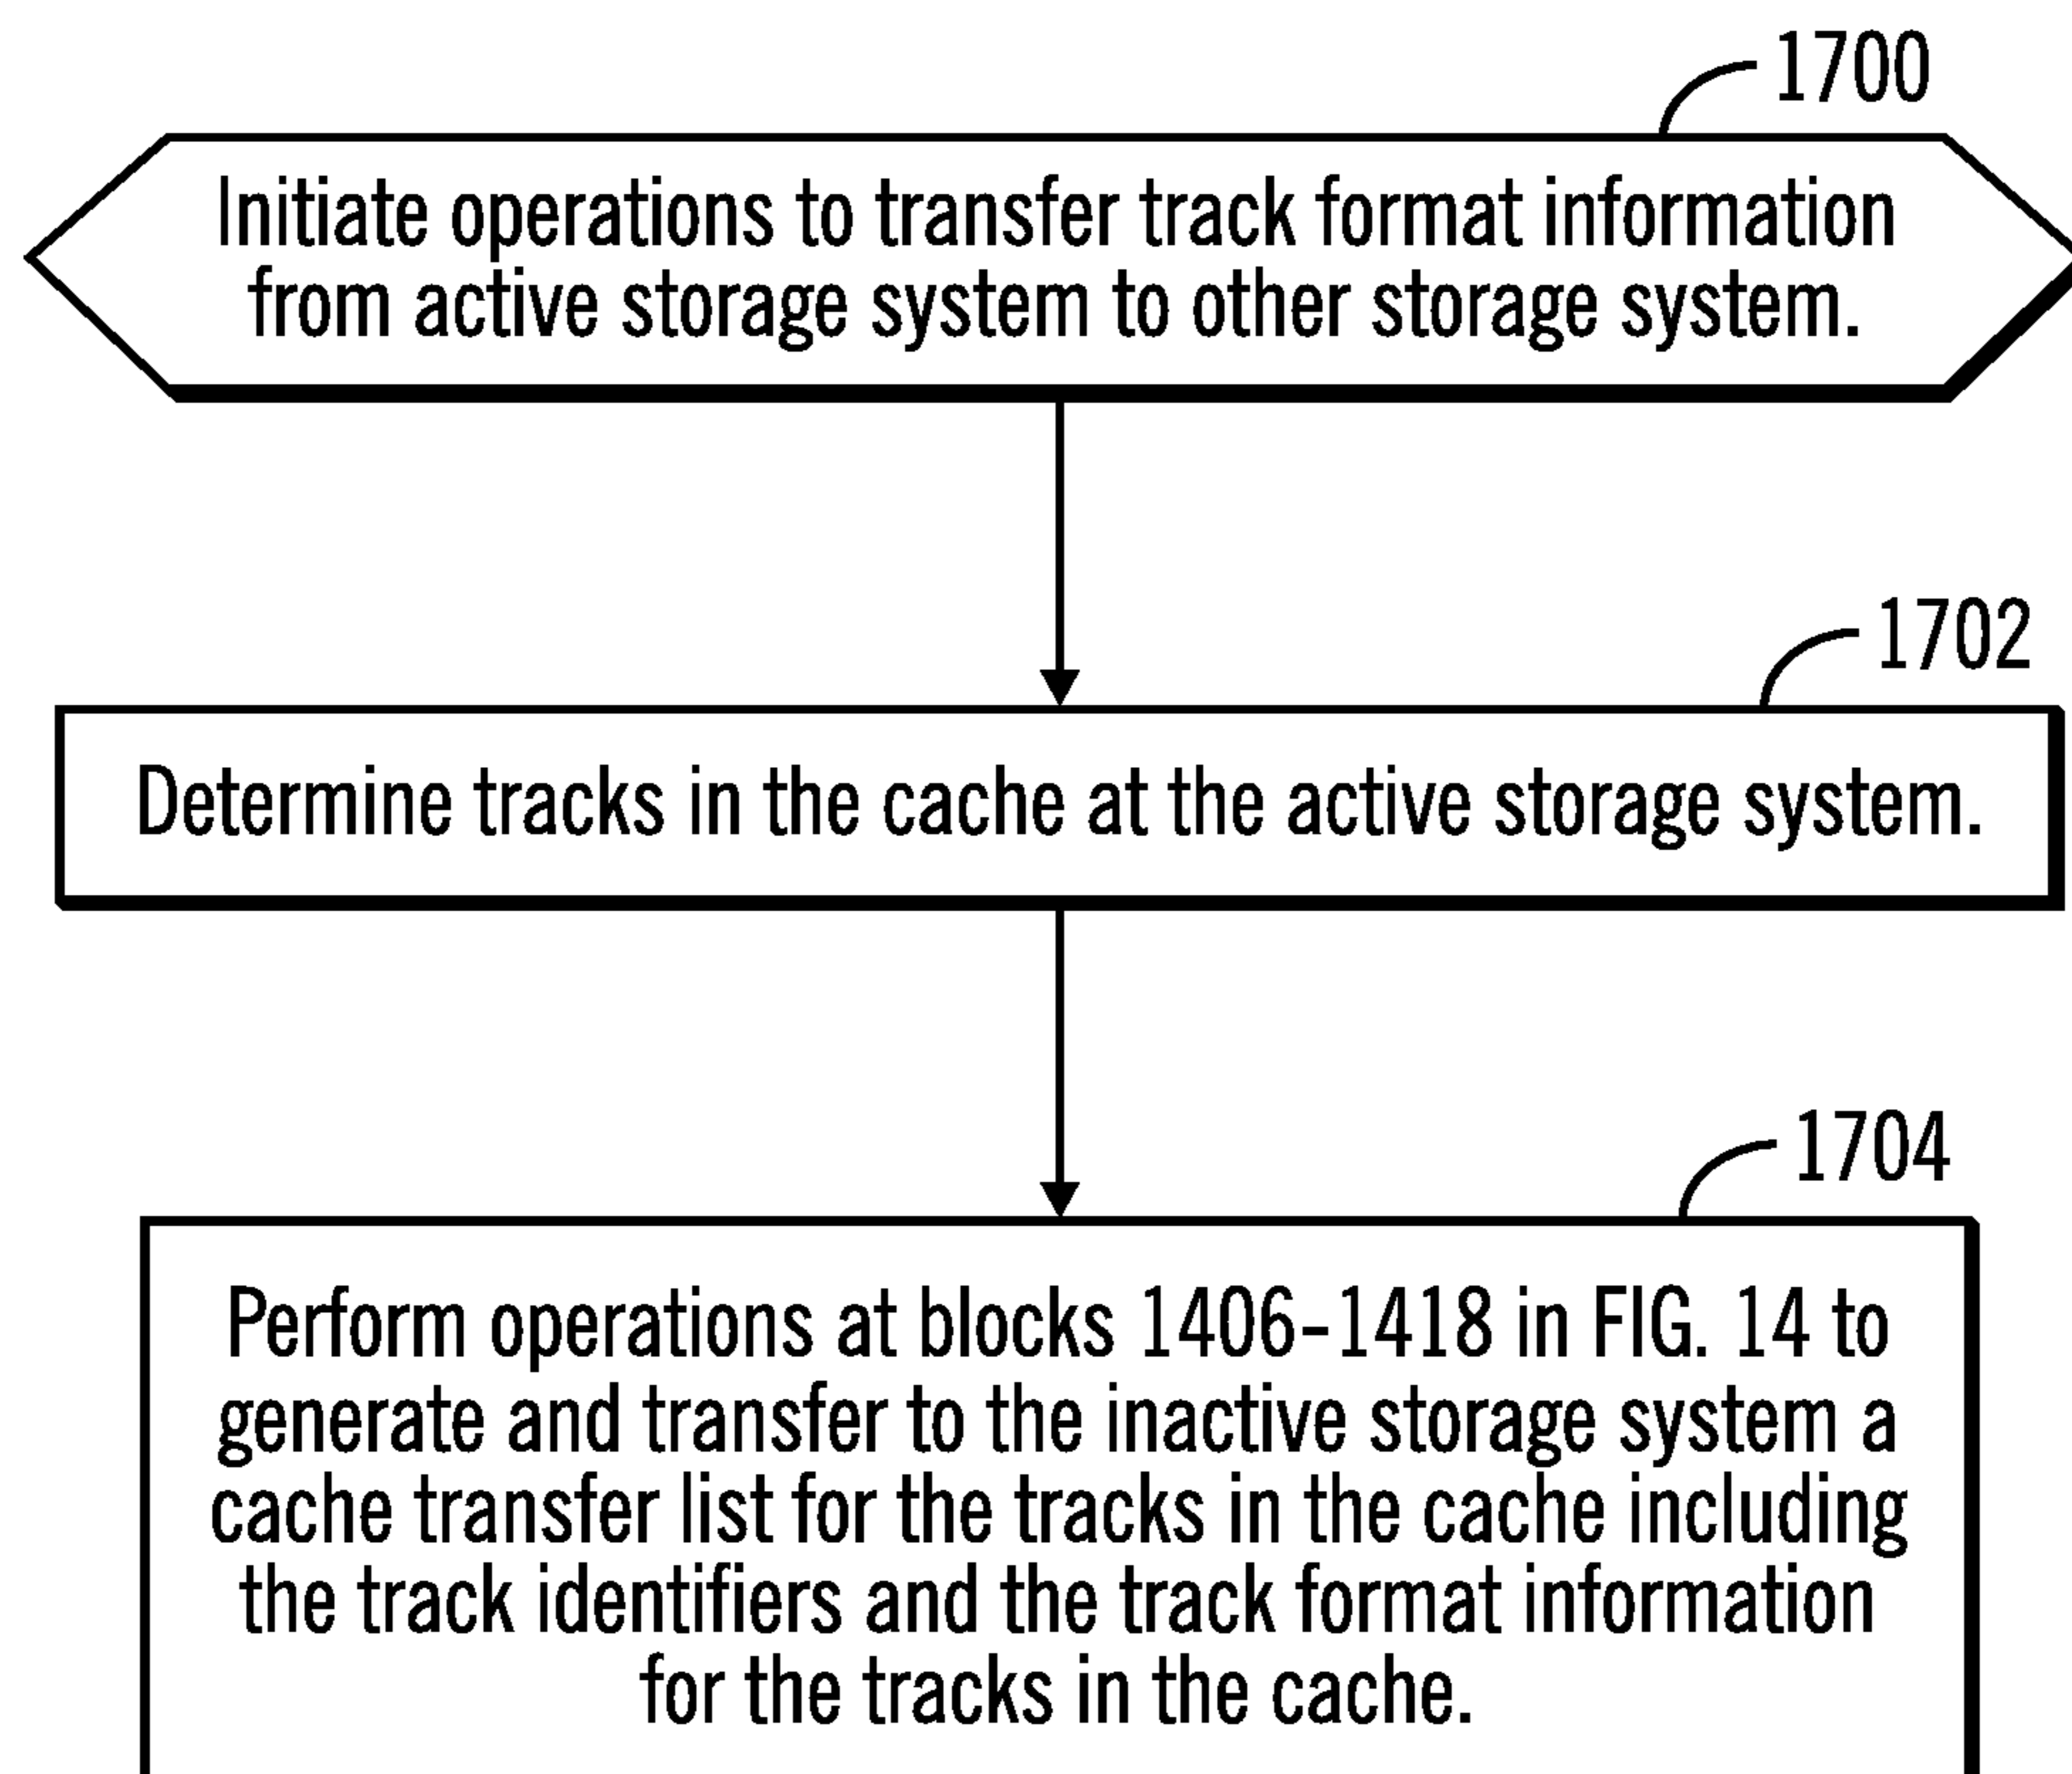 1700
Initiate operations to transfer track format information
from active storage system to other storage system.
1702
Determine tracks in the cache at the active storage system.
1704
Perform operations at blocks 1406-1418 in FIG. 14 to
generate and transfer to the inactive storage system a
cache transfer list for the tracks in the cache including
the track identifiers and the track format information
for the tracks in the cache.